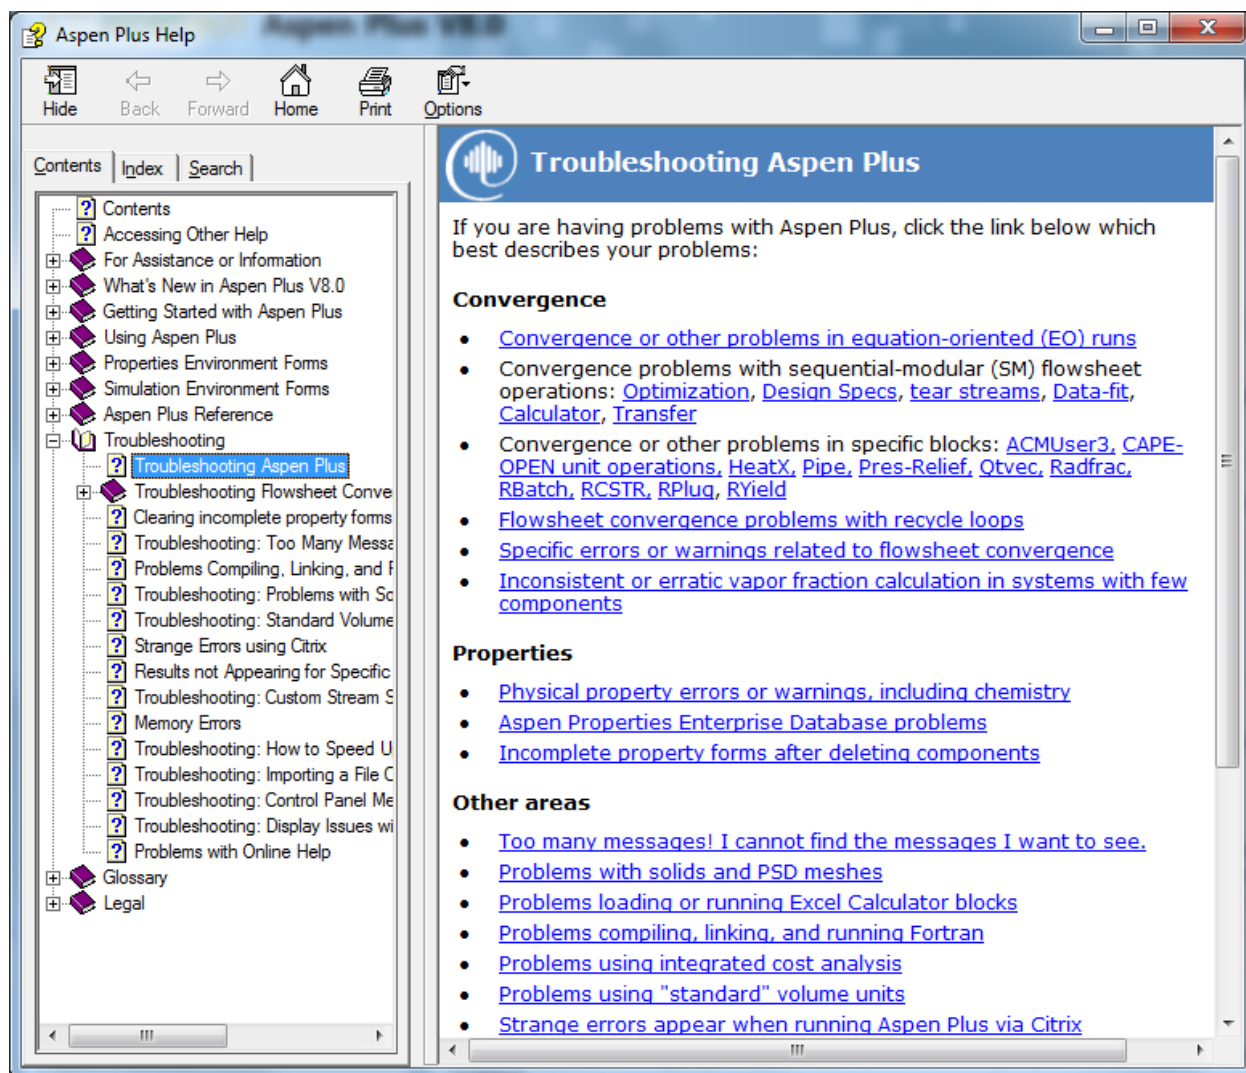 Aspen Plus Help
Aspen Plus V8.0
Hide Back Forward Home Print Options
Contents Index Search
Contents
Accessing Other Help
For Assistance or Information
What's New in Aspen Plus V8.0
Getting Started with Aspen Plus
Using Aspen Plus
Properties Environment Forms
Simulation Environment Forms
Aspen Plus Reference
Troubleshooting
Troubleshooting Aspen Plus
Troubleshooting Flowsheet Conve
Clearing incomplete property forms
Troubleshooting: Too Many Messa
Problems Compiling, Linking, and F
Troubleshooting: Problems with So
Troubleshooting: Standard Volume
Strange Errors using Citrix
Results not Appearing for Specific
Troubleshooting: Custom Stream S
Memory Errors
Troubleshooting: How to Speed U
Troubleshooting: Importing a File C
Troubleshooting: Control Panel Me
Troubleshooting: Display Issues wi
Problems with Online Help
Glossary
Legal
Troubleshooting Aspen Plus
If you are having problems with Aspen Plus, click the link below which
best describes your problems:
Convergence
• Convergence or other problems in equation-oriented (EO) runs
• Convergence problems with sequential-modular (SM) flowsheet
operations: Optimization, Design Specs, tear streams, Data-fit,
Calculator, Transfer
• Convergence or other problems in specific blocks: ACMUser3, CAPE-
OPEN unit operations, HeatX, Pipe, Pres-Relief, Qtvec, Radfrac,
RBatch, RCSTR, RPlug, RYield
• Flowsheet convergence problems with recycle loops
• Specific errors or warnings related to flowsheet convergence
• Inconsistent or erratic vapor fraction calculation in systems with few
components
Properties
• Physical property errors or warnings, including chemistry
• Aspen Properties Enterprise Database problems
• Incomplete property forms after deleting components
Other areas
• Too many messages! I cannot find the messages I want to see.
• Problems with solids and PSD meshes
• Problems loading or running Excel Calculator blocks
• Problems compiling, linking, and running Fortran
• Problems using integrated cost analysis
• Problems using "standard" volume units
• Strange errors appear when running Aspen Plus via Citrix